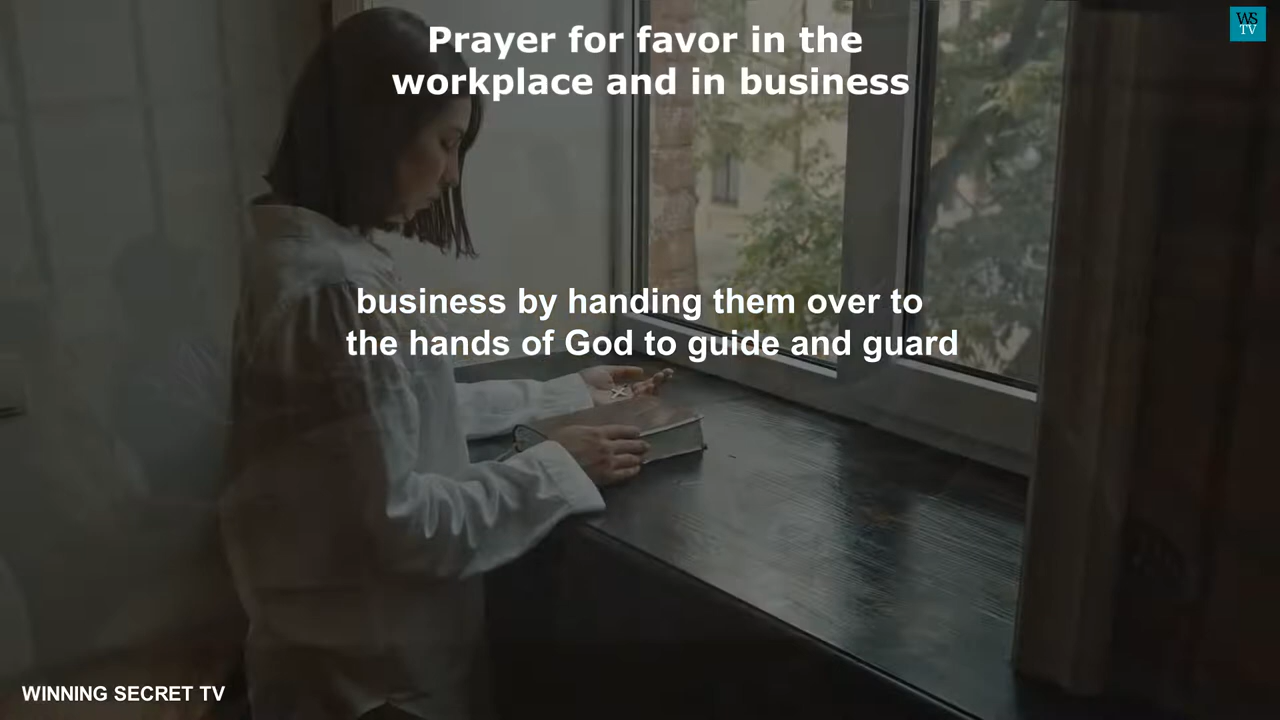 Prayer for favor in the
workplace and in business
WS
TV
business by handing them over to
the hands of God to guide and guard
WINNING SECRET TV